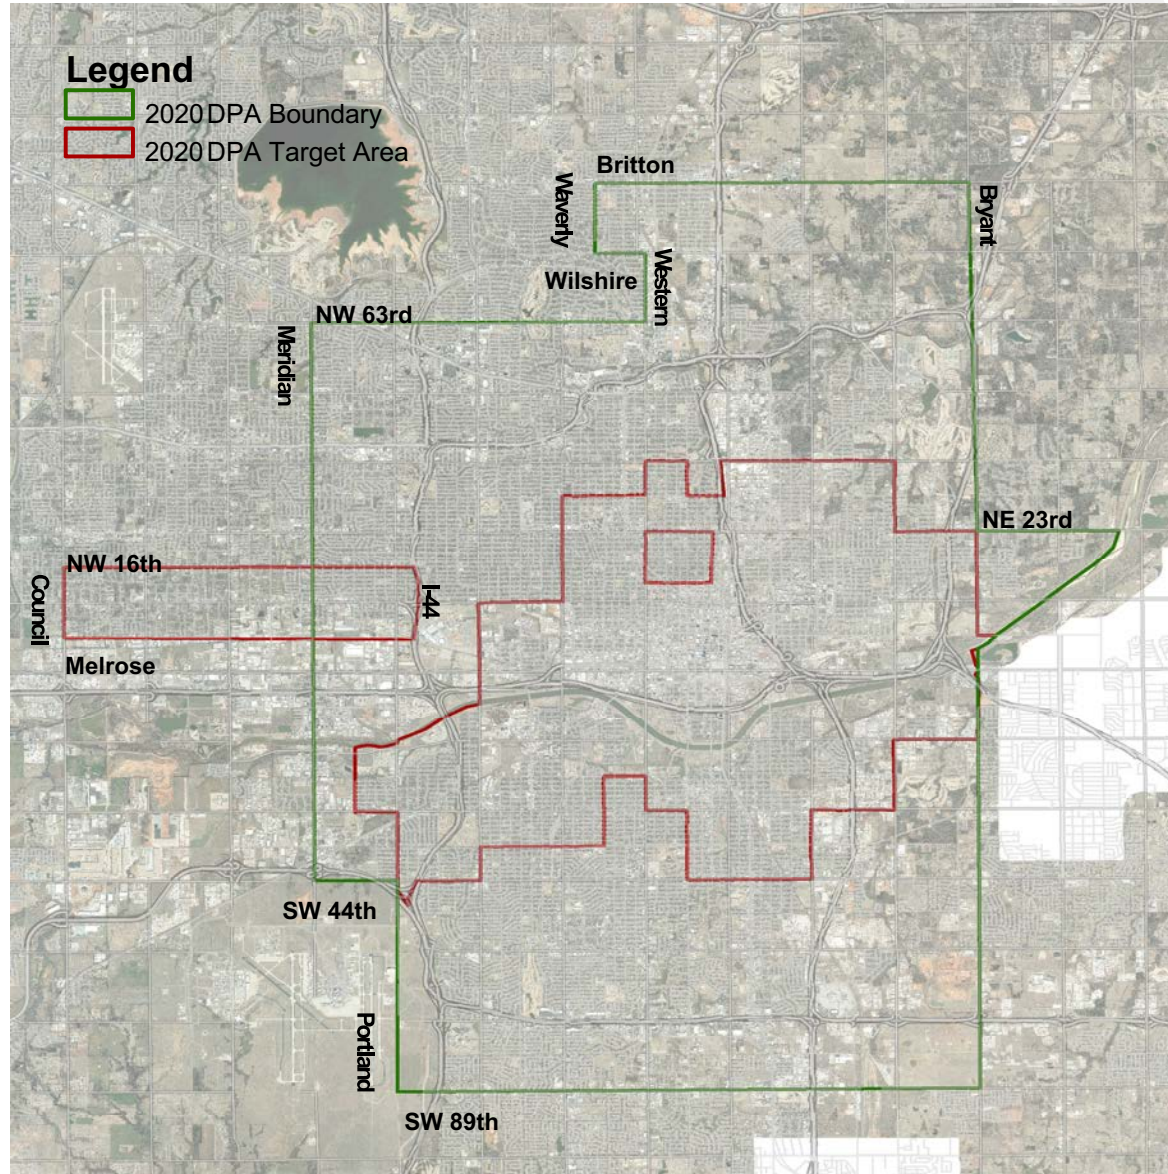 Legend
2020 DPA Boundary
2020 DPA Target Area
Britton
Waverly
Bryant
Wilshire
Western
NW 63rd
Meridian
NE 23rd
NW 16th
Council
I-44
Melrose
SW 44th
Portland
SW 89th